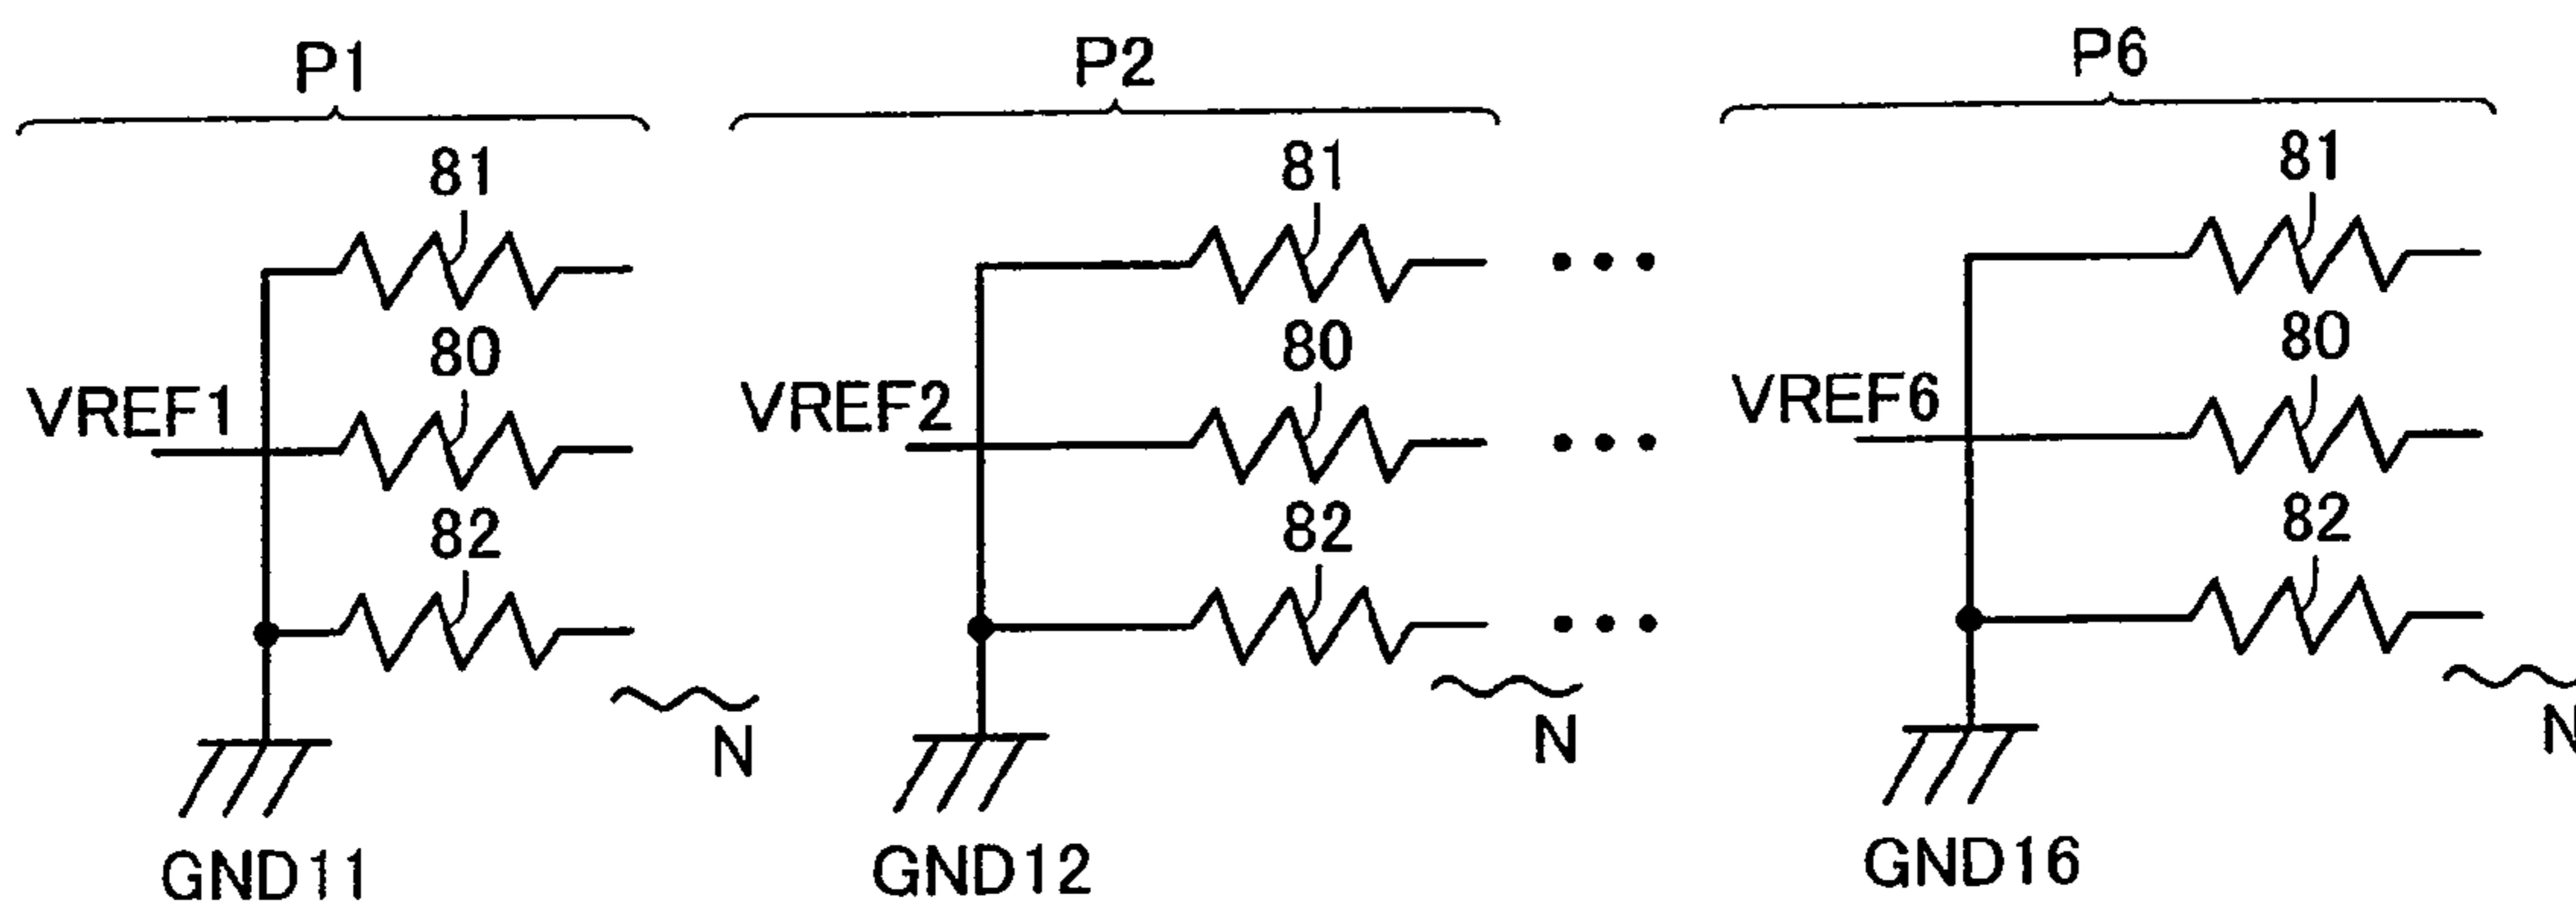 P1 P2 P6
81 81 81
80 80 80
VREF1 VREF2 VREF6
82 82 82
N N N
GND11 GND12 GND16